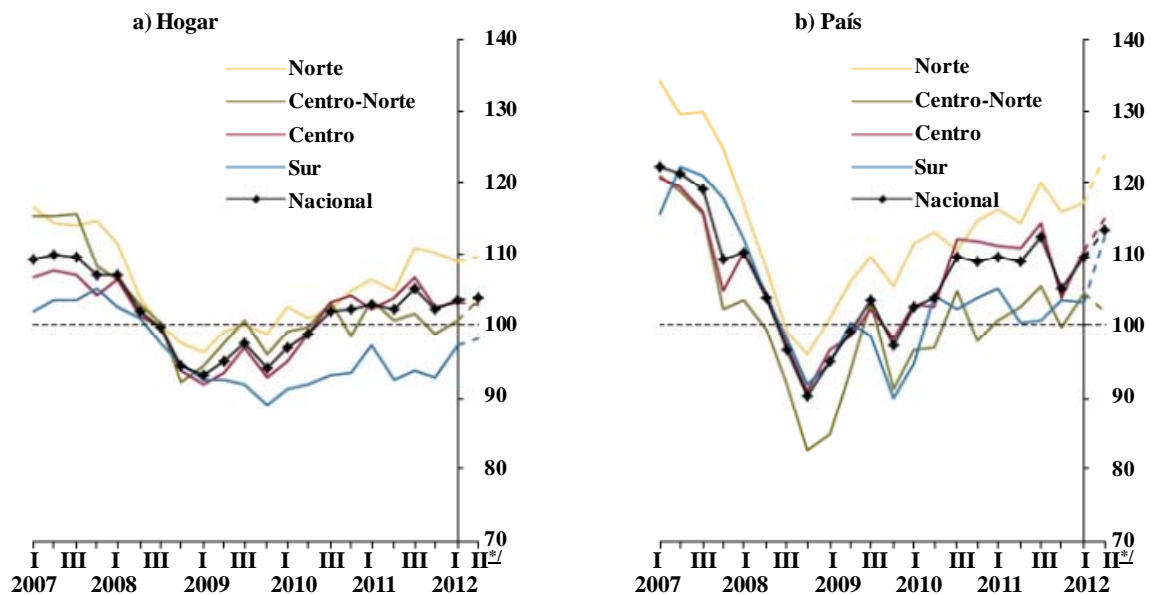 a) Hogar
140
130
120
110
100
90
80
70
Norte
Centro-Norte
Centro
Sur
Nacional
I III I III I III I III I III I II*/
2007 2008 2009 2010 2011 2012
b) País
140
130
120
110
100
90
80
70
Norte
Centro-Norte
Centro
Sur
Nacional
I III I III I III I III I III I II*/
2007 2008 2009 2010 2011 2012